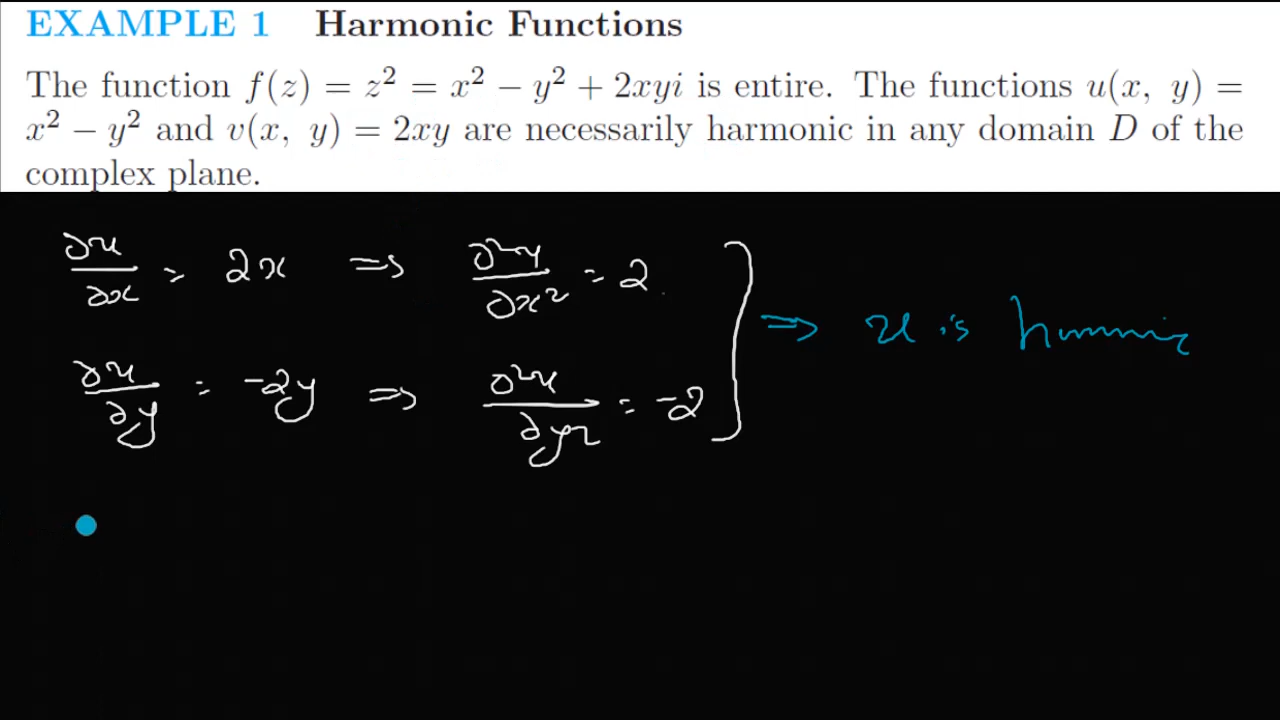 EXAMPLE 1 Harmonic Functions
The function f(z) = z² = x² − y² + 2xyi is entire. The functions u(x, y) =
x² − y² and v(x, y) = 2xy are necessarily harmonic in any domain D of the
complex plane.
∂u/∂x = 2x ⇒ ∂²u/∂x² = 2
⇒ u is harmonic
∂u/∂y = -2y ⇒ ∂²u/∂y² = -2